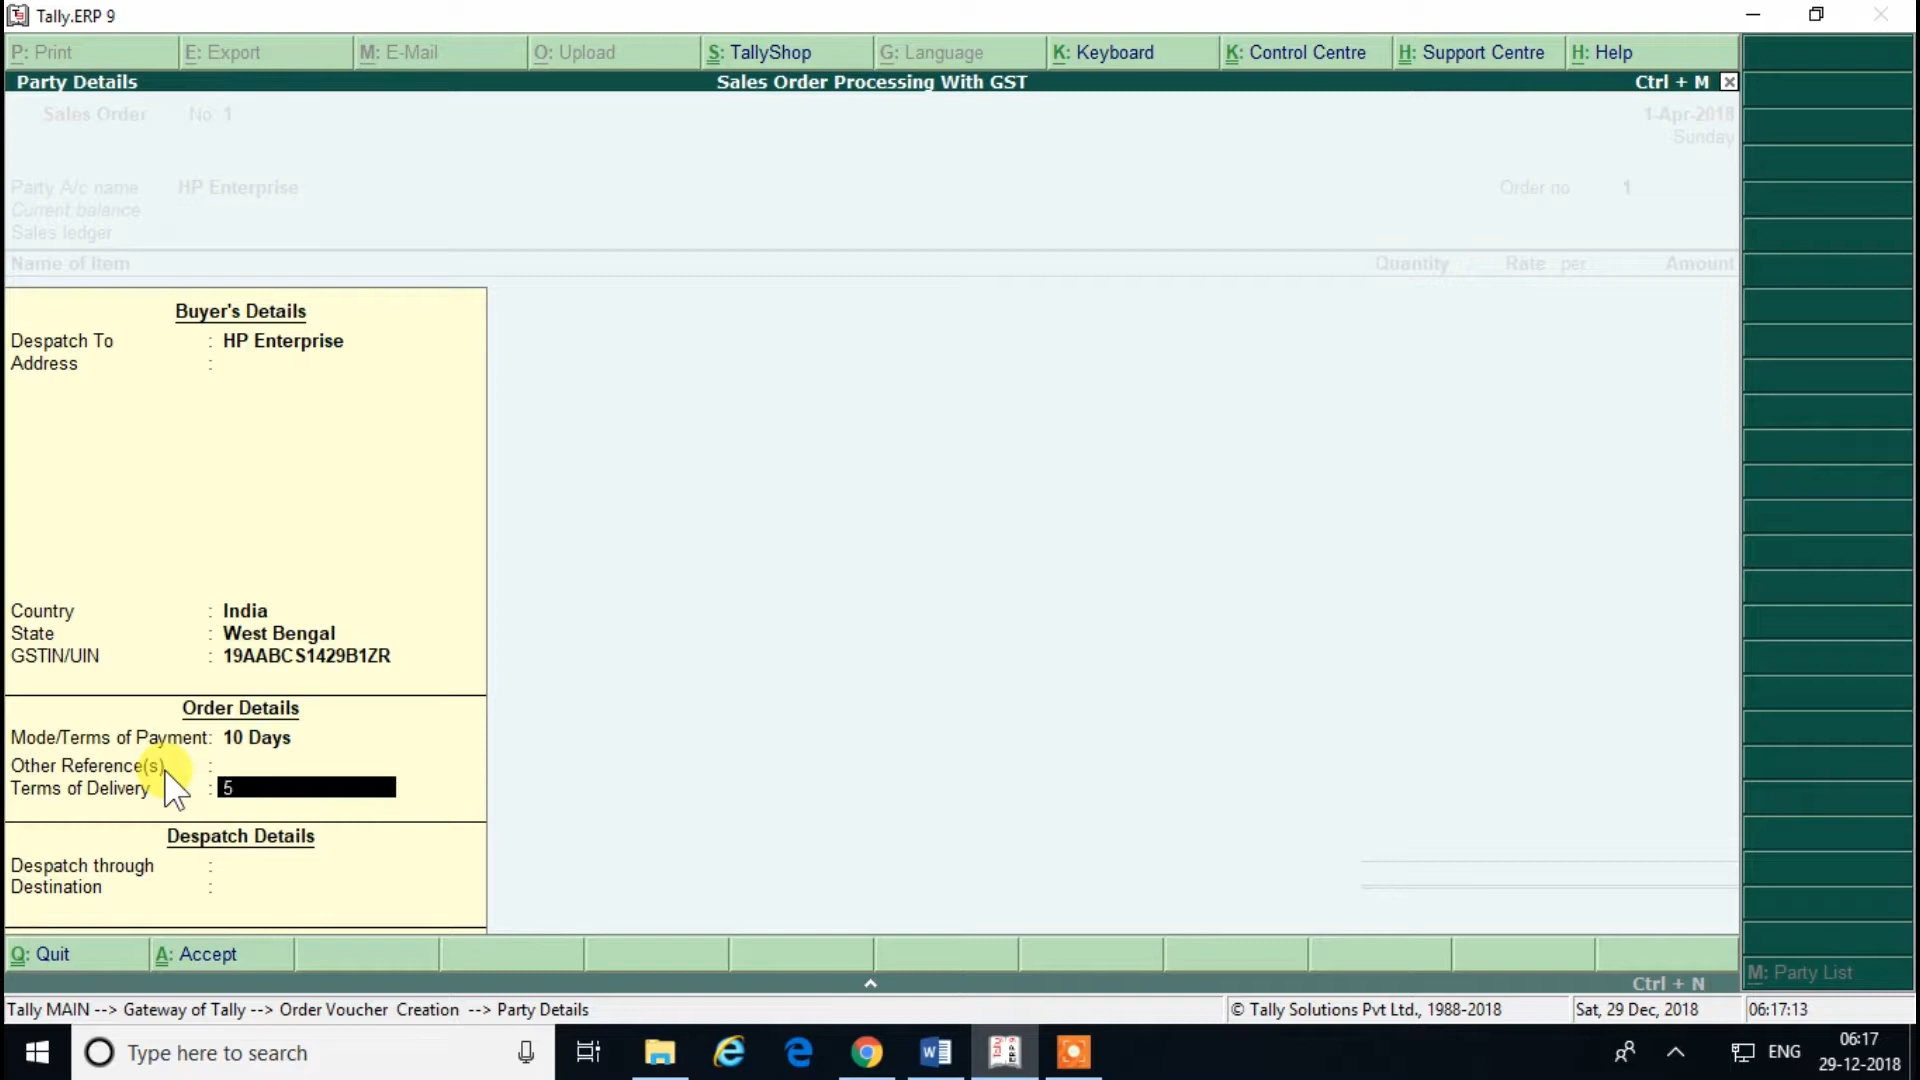 Tally.ERP 9
P: Print E: Export M: E-Mail O: Upload S: TallyShop G: Language K: Keyboard K: Control Centre H: Support Centre H: Help
Party Details Sales Order Processing With GST Ctrl + M
Sales Order No. 1 1-Apr-2018
Sunday
Party A/c name HP Enterprise Order no 1
Current balance
Sales ledger
Name of Item Quantity Rate per Amount
Buyer's Details
Despatch To : HP Enterprise
Address :
Country : India
State : West Bengal
GSTIN/UIN : 19AABCS1429B1ZR
Order Details
Mode/Terms of Payment : 10 Days
Other Reference(s) :
Terms of Delivery : 5
Despatch Details
Despatch through :
Destination :
Q: Quit A: Accept
M: Party List
Ctrl + N
Tally MAIN --> Gateway of Tally --> Order Voucher Creation --> Party Details © Tally Solutions Pvt Ltd., 1988-2018 Sat, 29 Dec, 2018 06:17:13
Type here to search
ENG
06:17
29-12-2018